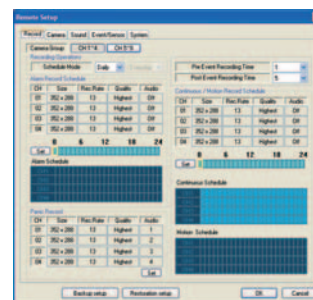 Remote Setup
Record Camera Sound Event/Sensor System
Camera Group CH 1~4 CH 5~8
Recording Operations
Schedule Mode Daily
Pre Event Recording Time 1
Post Event Recording Time 5
Alarm Record Schedule
CH Size Rec.Rate Quality Audio
01 352 x 288 13 Highest Off
02 352 x 288 13 Highest Off
03 352 x 288 13 Highest Off
04 352 x 288 13 Highest Off
Set 0 6 12 18 24
Alarm Schedule
Continuous / Motion Record Schedule
CH Size Rec.Rate Quality Audio
01 352 x 288 13 Highest Off
02 352 x 288 13 Highest Off
03 352 x 288 13 Highest Off
04 352 x 288 13 Highest Off
Set 0 6 12 18 24
Continuous Schedule
Motion Schedule
Panic Record
CH Size Rec.Rate Quality Audio
01 352 x 288 13 Highest 1
02 352 x 288 13 Highest 2
03 352 x 288 13 Highest 3
04 352 x 288 13 Highest 4
Set
Backup setup Restoration setup OK Cancel